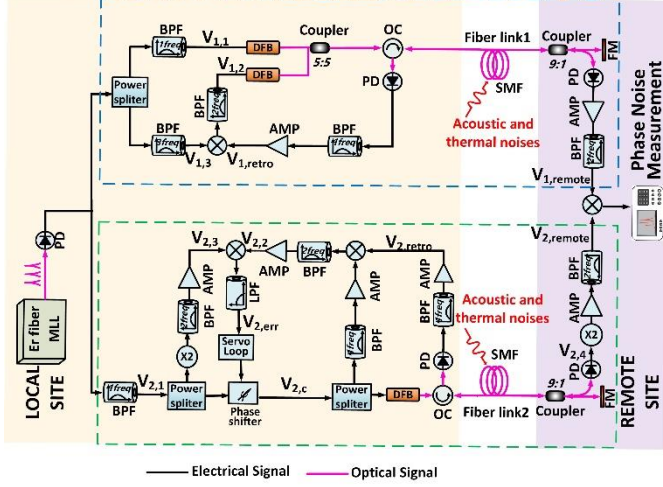 BPF
1freq
V1,1
DFB
Coupler
5:5
OC
Fiber link1
Coupler
9:1
FM
V1,2
DFB
PD
SMF
PD
Power
spliter
BPF
2freq
AMP
Acoustic and
thermal noises
BPF
3freq
V1,3
V1,retro
AMP
BPF
BPF
V1,remote
Phase Noise
Measurement
PD
V2,3
V2,2
V2,retro
V2,remote
AMP
AMP
BPF
AMP
AMP
BPF
LPF
BPF
BPF
BPF
AMP
Acoustic and
thermal noises
V2,err
Servo
Loop
X2
X2
PD
SMF
PD
V2,4
Er fiber
MLL
LOCAL
SITE
1freq
BPF
V2,1
Power
spliter
Phase
shifter
V2,c
Power
spliter
DFB
OC
Fiber link2
9:1
Coupler
FM
REMOTE
SITE
Electrical Signal
Optical Signal